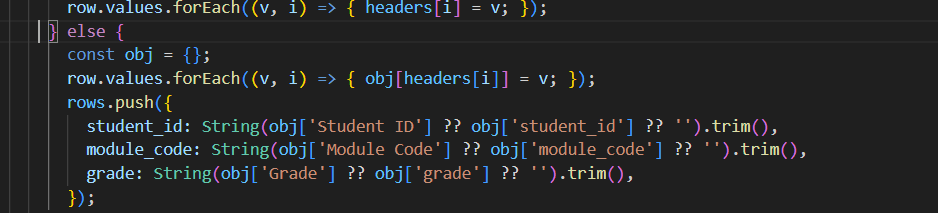 row.values.forEach((v, i) => { headers[i] = v; });
} else {
const obj = {};
row.values.forEach((v, i) => { obj[headers[i]] = v; });
rows.push({
student_id: String(obj['Student ID'] ?? obj['student_id'] ?? '').trim(),
module_code: String(obj['Module Code'] ?? obj['module_code'] ?? '').trim(),
grade: String(obj['Grade'] ?? obj['grade'] ?? '').trim(),
});